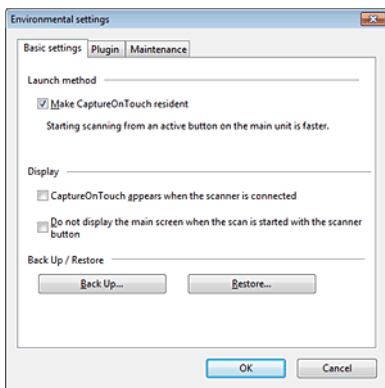 Environmental settings
Basic settings Plugin Maintenance
Launch method
Make CaptureOnTouch resident
Starting scanning from an active button on the main unit is faster.
Display
CaptureOnTouch appears when the scanner is connected
Do not display the main screen when the scan is started with the scanner
button
Back Up / Restore
Back Up... Restore...
OK Cancel